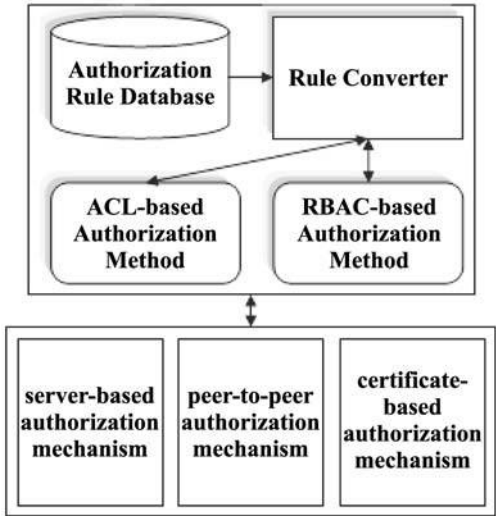 Authorization
Rule Database
Rule Converter
ACL-based
Authorization
Method
RBAC-based
Authorization
Method
server-based
authorization
mechanism
peer-to-peer
authorization
mechanism
certificate-
based
authorization
mechanism